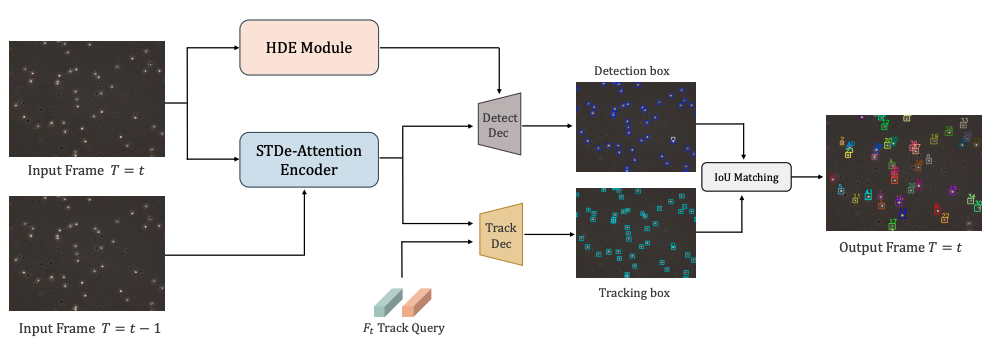 HDE Module
Detection box
Detect
Dec
Input Frame T = t
STDe-Attention
Encoder
IoU Matching
Track
Dec
Output Frame T = t
Tracking box
Input Frame T = t − 1
F_t Track Query